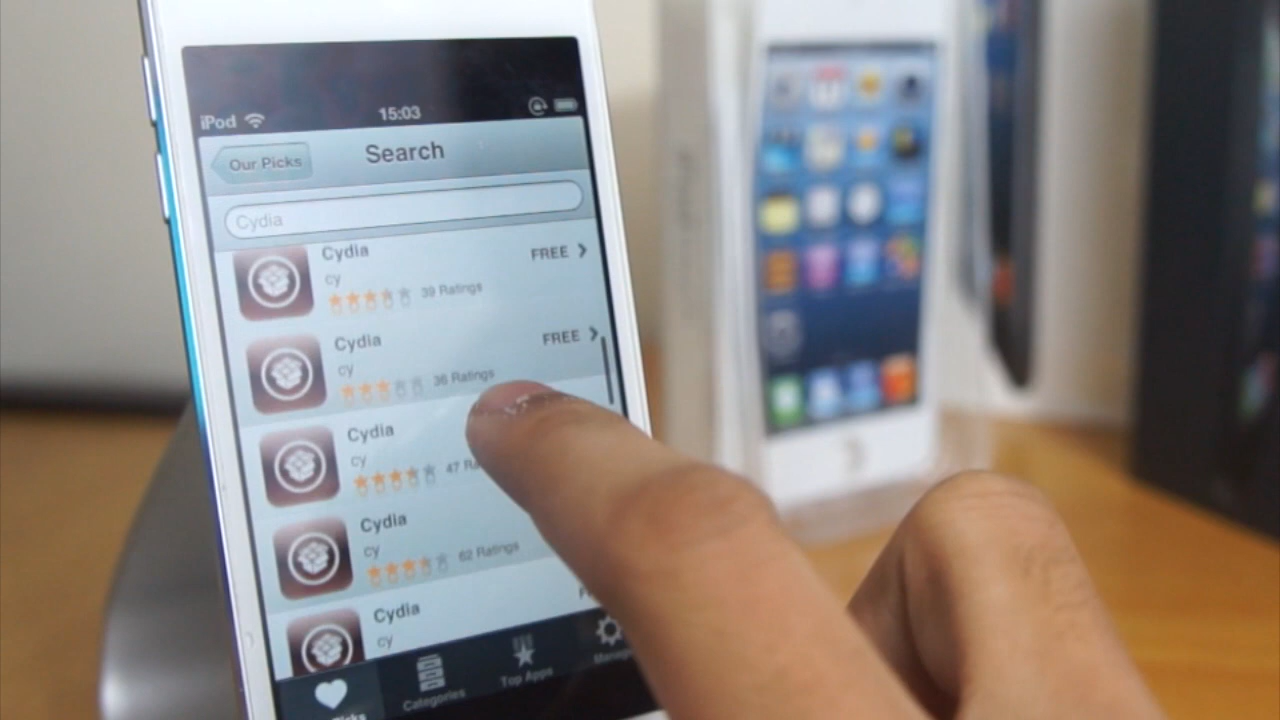 iPod 15:03
Our Picks Search
Cydia
Cydia
cy FREE
39 Ratings
Cydia
cy FREE
36 Ratings
Cydia
cy
47
Cydia
cy
62 Ratings
Cydia
cy
Categories
Top Apps